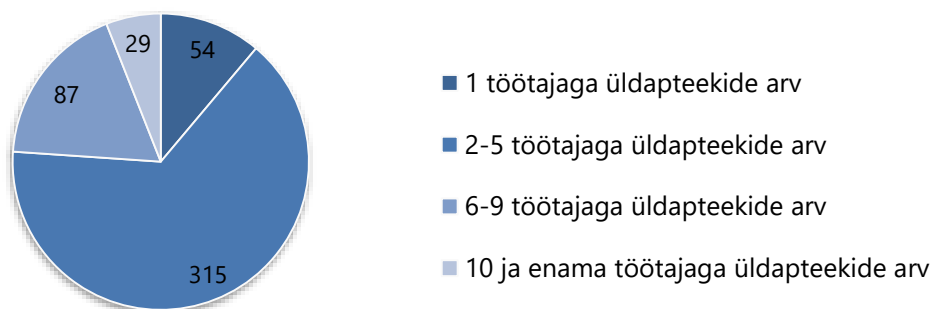 29
54
87
315
1 töötajaga üldapteekide arv
2-5 töötajaga üldapteekide arv
6-9 töötajaga üldapteekide arv
10 ja enama töötajaga üldapteekide arv